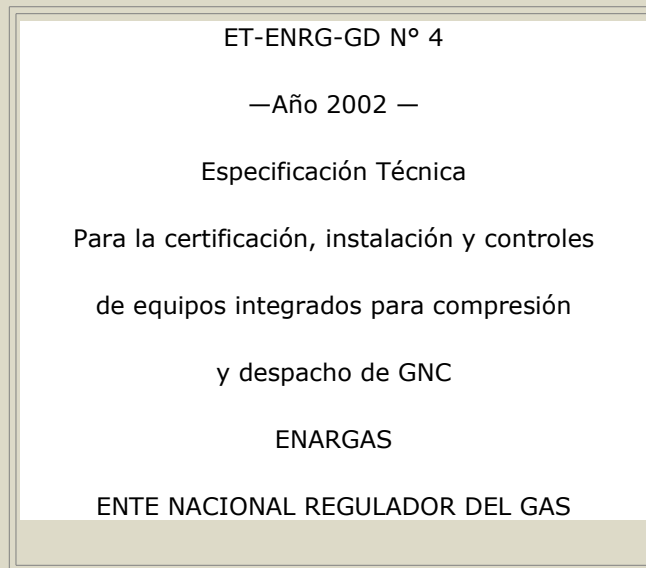 ET-ENRG-GD N° 4
—Año 2002 —
Especificación Técnica
Para la certificación, instalación y controles
de equipos integrados para compresión
y despacho de GNC
ENARGAS
ENTE NACIONAL REGULADOR DEL GAS